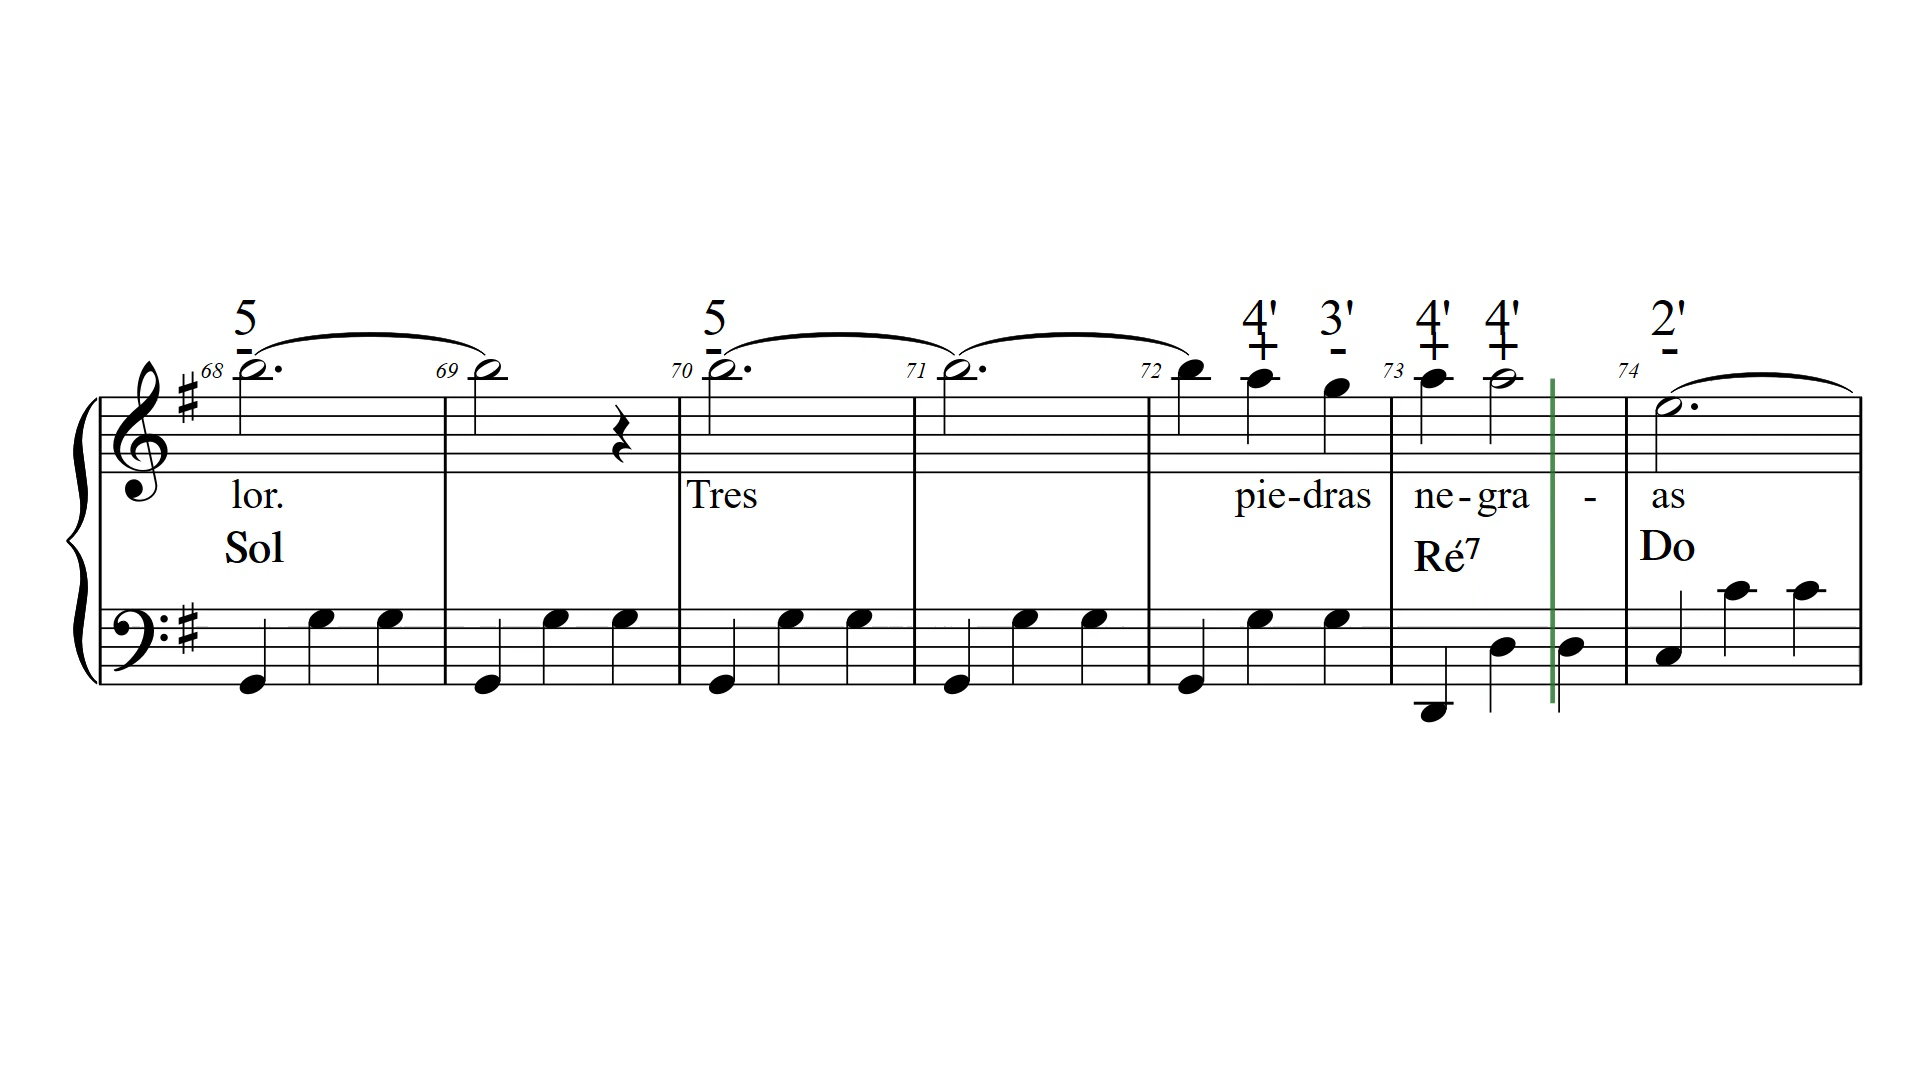 5 5 4' 3' 4' 4' 2'
- - + - + + -
68 69 70 71 72 73 74
lor. Tres pie-dras ne-gra - as
Sol Ré7 Do